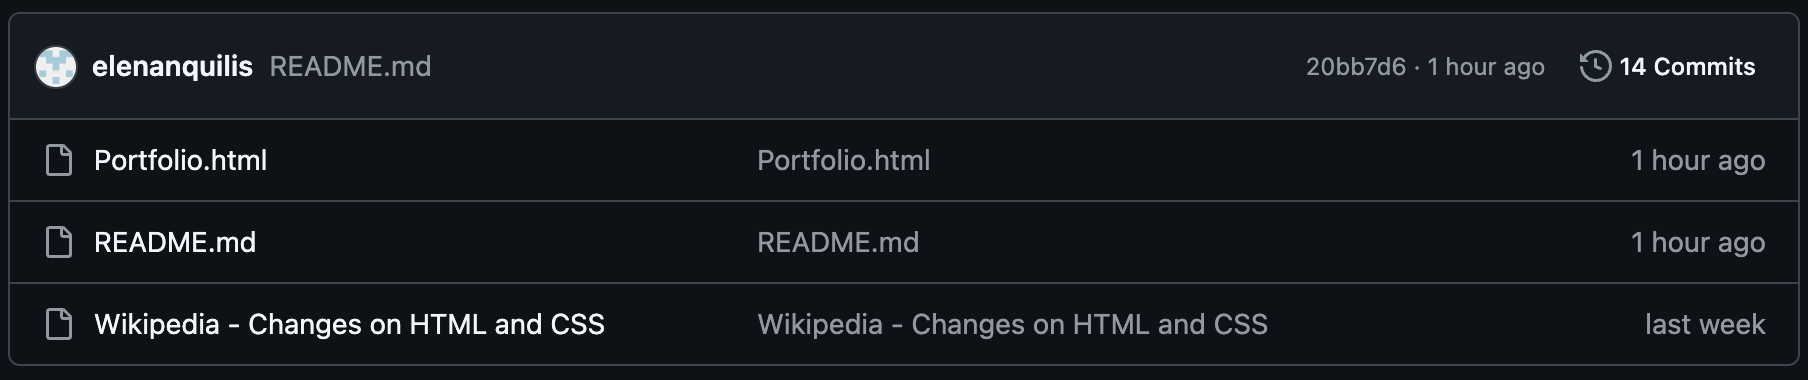 elenanquilis README.md 20bb7d6 · 1 hour ago 14 Commits
Portfolio.html Portfolio.html 1 hour ago
README.md README.md 1 hour ago
Wikipedia - Changes on HTML and CSS Wikipedia - Changes on HTML and CSS last week